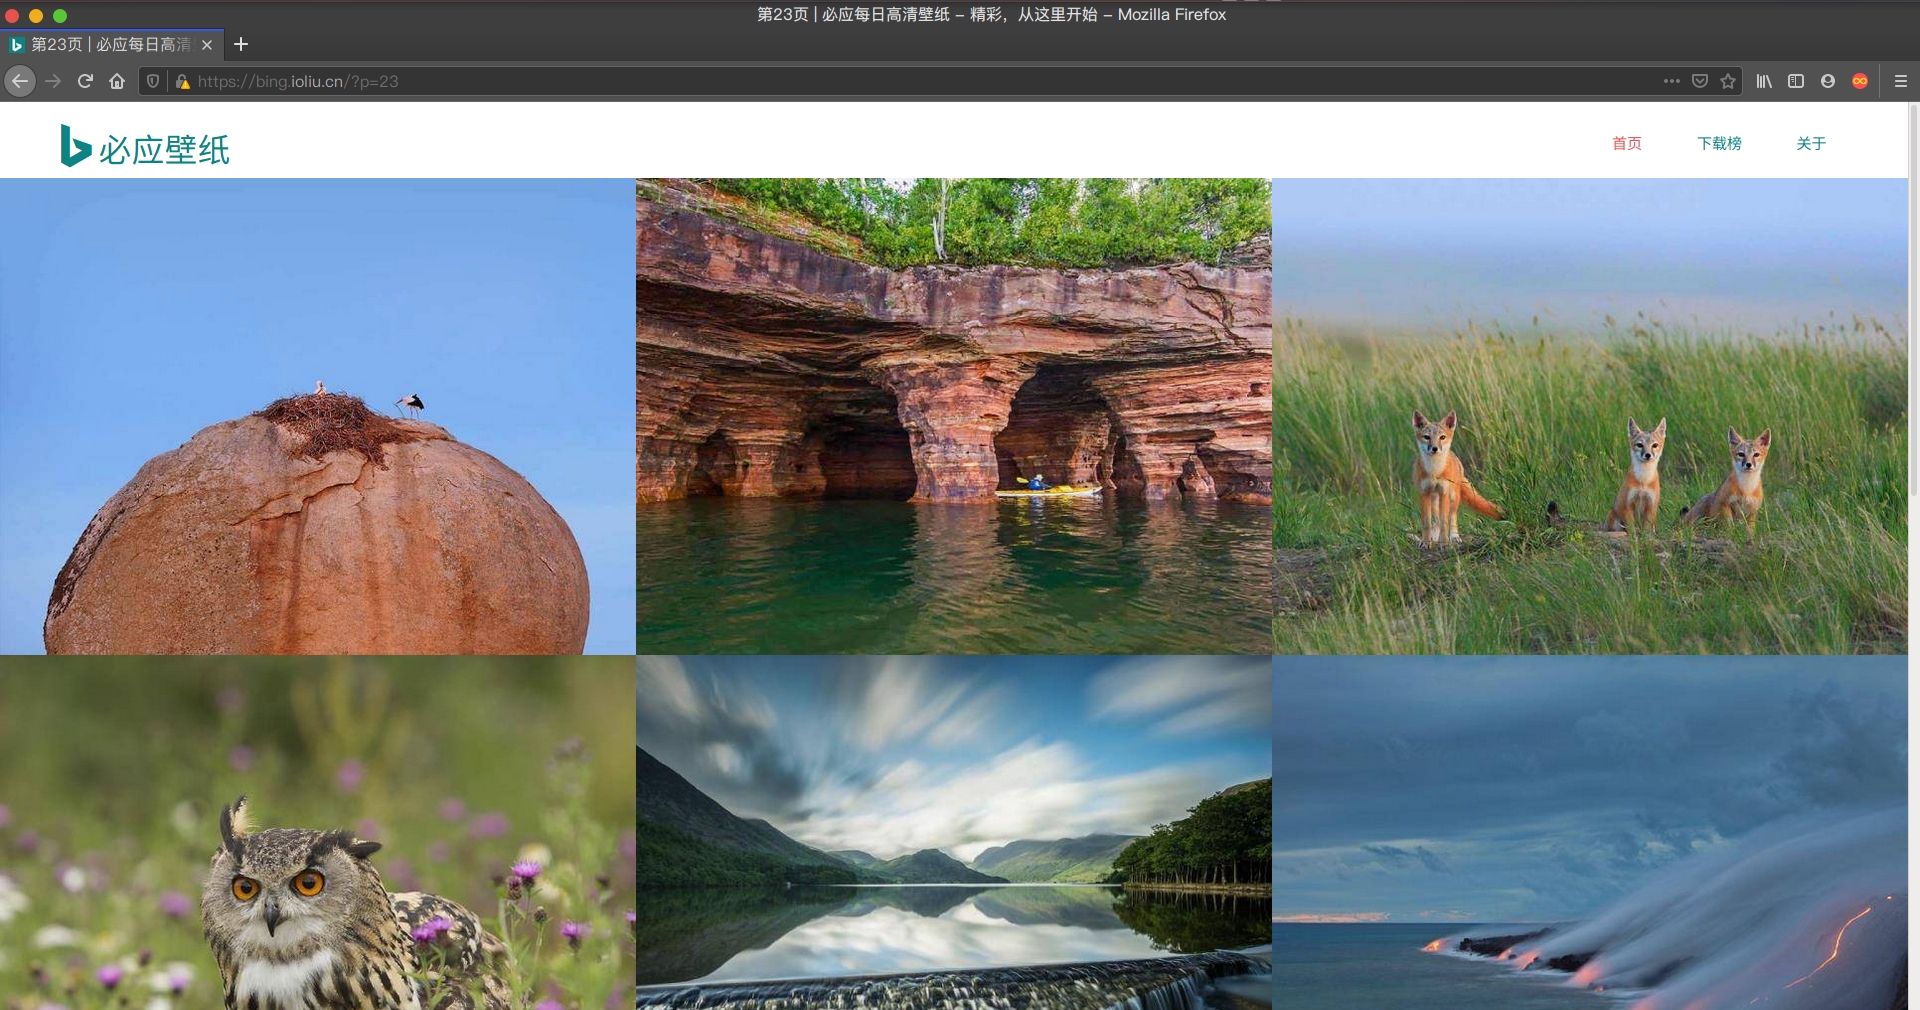 第23页 | 必应每日高清壁纸 – 精彩，从这里开始 – Mozilla Firefox
第23页 | 必应每日高清
https://bing.ioliu.cn/?p=23
必应壁纸
首页 下载榜 关于